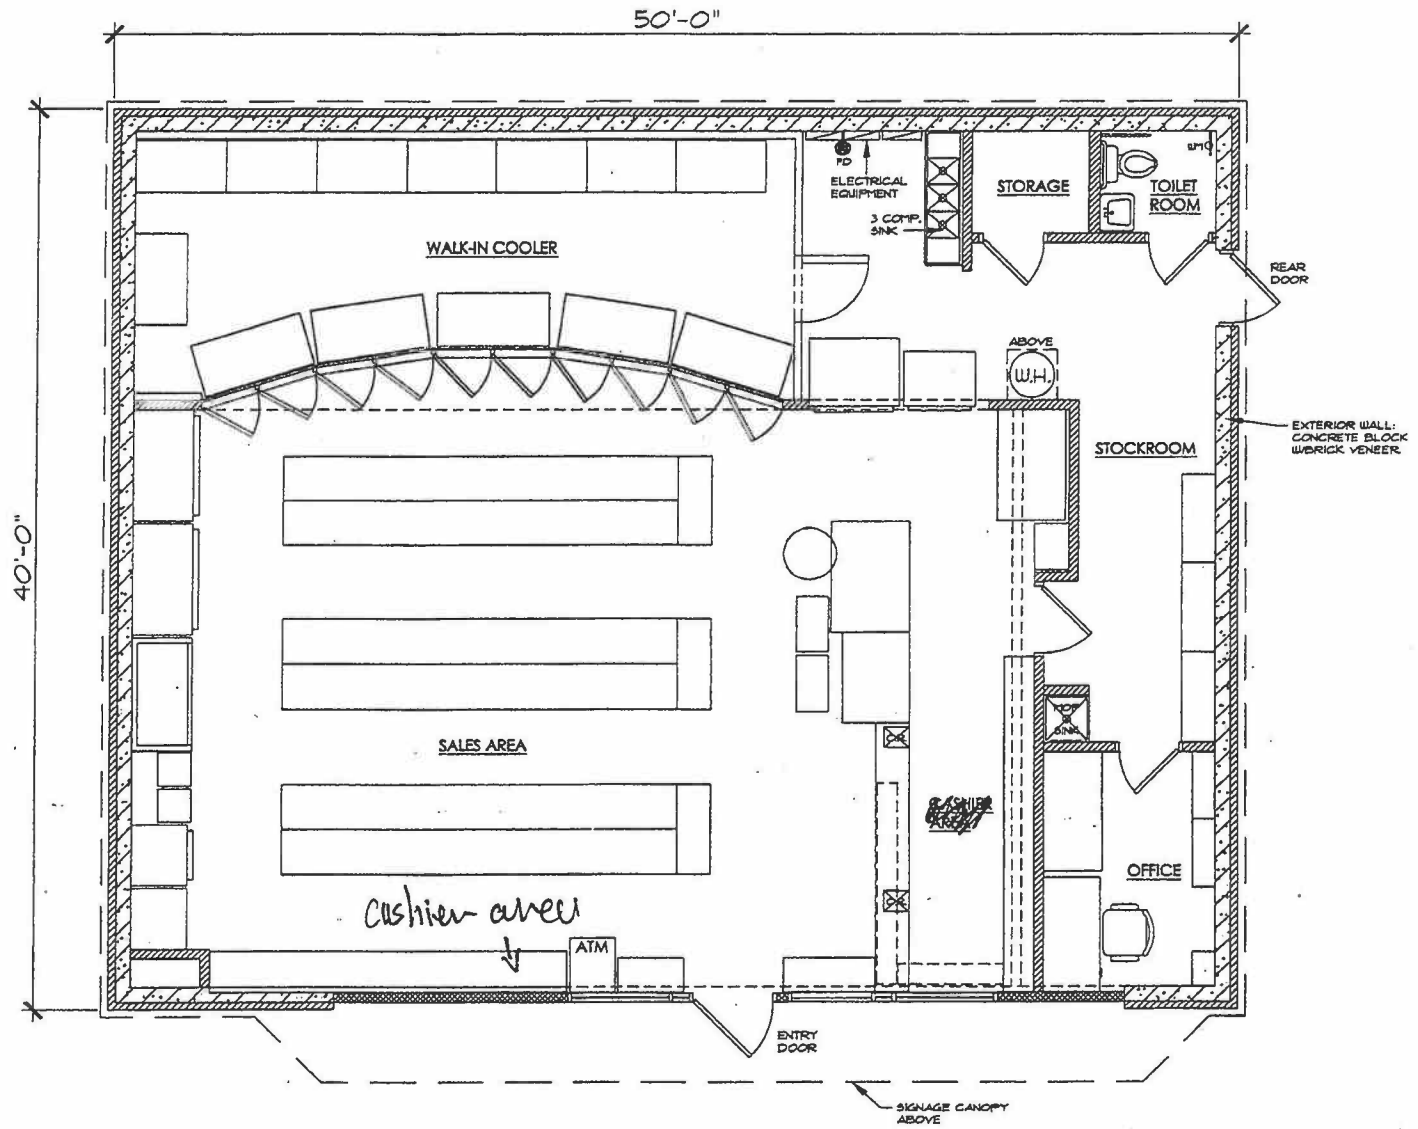 50'-0"
40'-0"
FD
ELECTRICAL
EQUIPMENT
3 COMP.
SINK
STORAGE
TOILET
ROOM
WALK-IN COOLER
REAR
DOOR
ABOVE
W.H.
EXTERIOR WALL:
CONCRETE BLOCK
W/BRICK VENEER
STOCKROOM
MOP
SINK
SALES AREA
C.R.
CASHIER
AREA
OFFICE
cashier area
C.R.
ATM
ENTRY
DOOR
SIGNAGE CANOPY
ABOVE